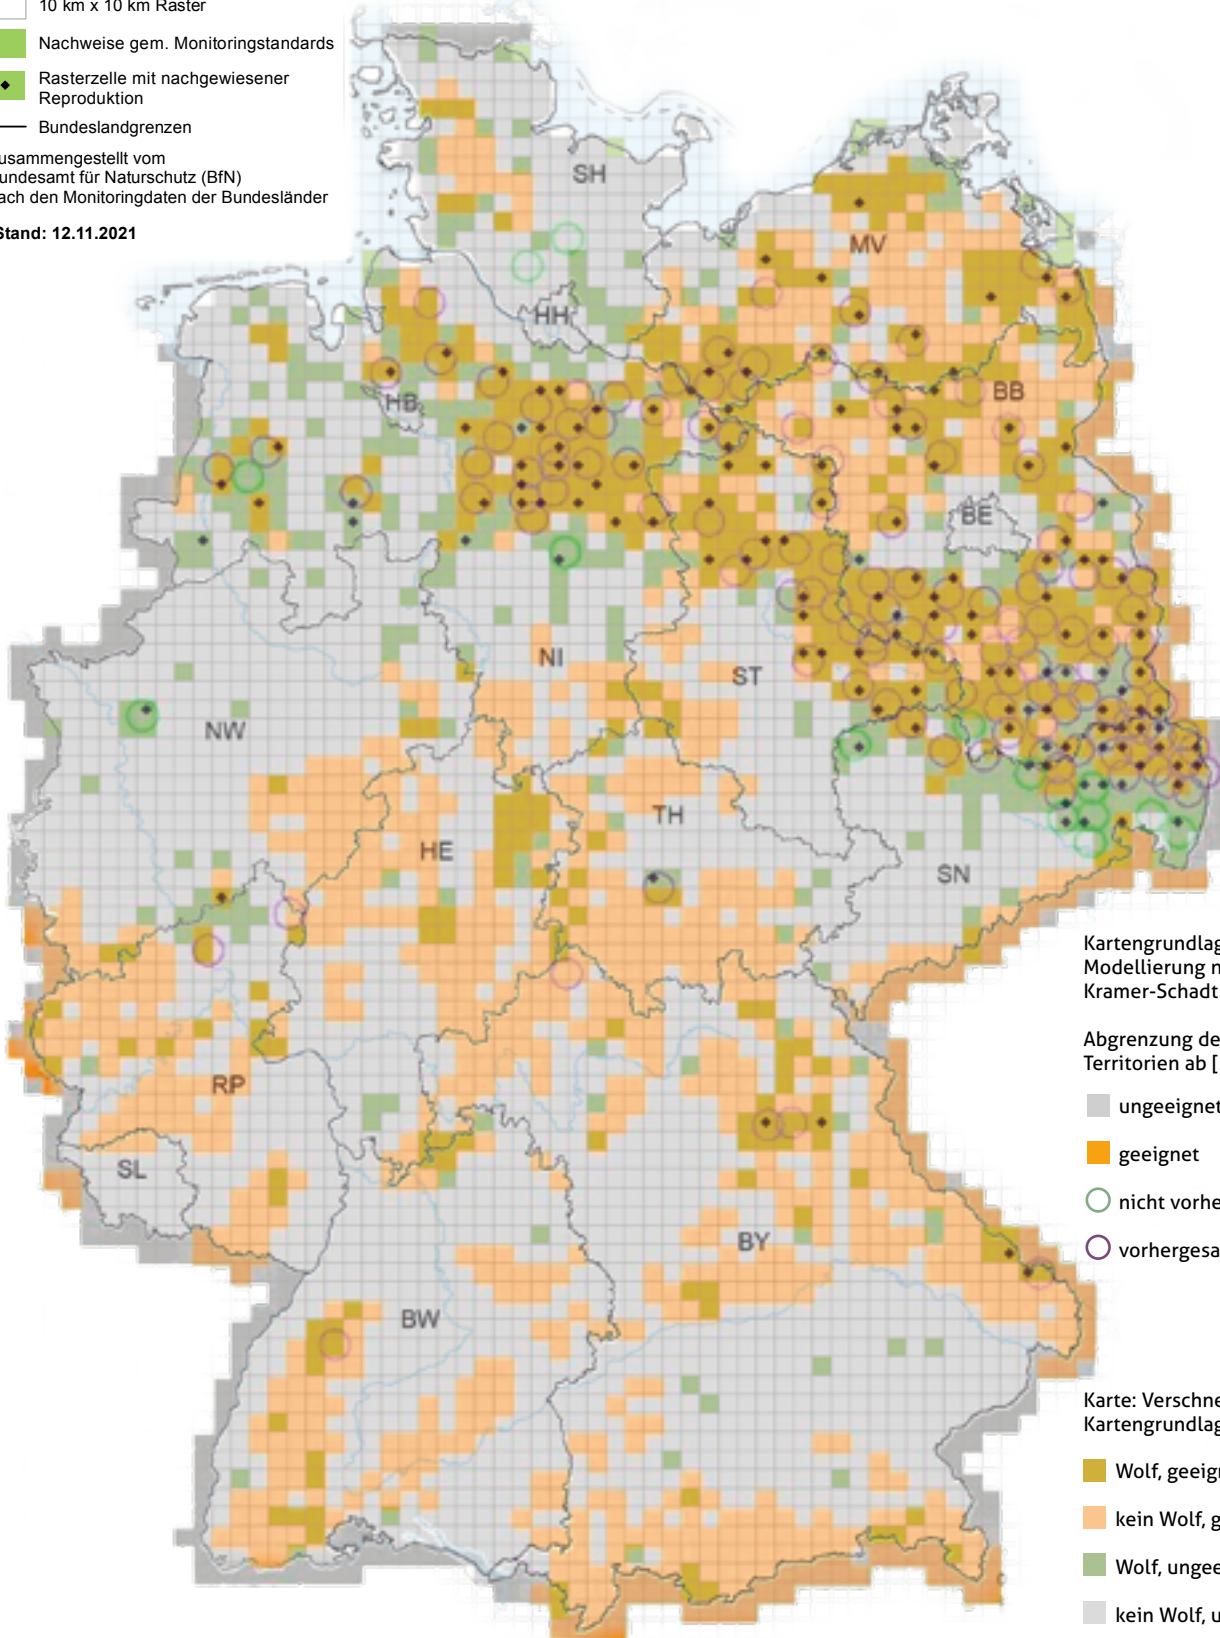 10 km x 10 km Raster
Nachweise gem. Monitoringstandards
Rasterzelle mit nachgewiesener
Reproduktion
Bundeslandgrenzen
usammengestellt vom
undesamt für Naturschutz (BfN)
ach den Monitoringdaten der Bundesländer
Stand: 12.11.2021
SH
MV
HH
HB
BB
BE
NI
ST
NW
TH
HE
SN
RP
SL
BY
BW
Kartengrundlag
Modellierung n
Kramer-Schadt
Abgrenzung de
Territorien ab [
ungeeignet
geeignet
nicht vorhe
vorhergesa
Karte: Verschne
Kartengrundlag
Wolf, geeign
kein Wolf, g
Wolf, ungee
kein Wolf, u